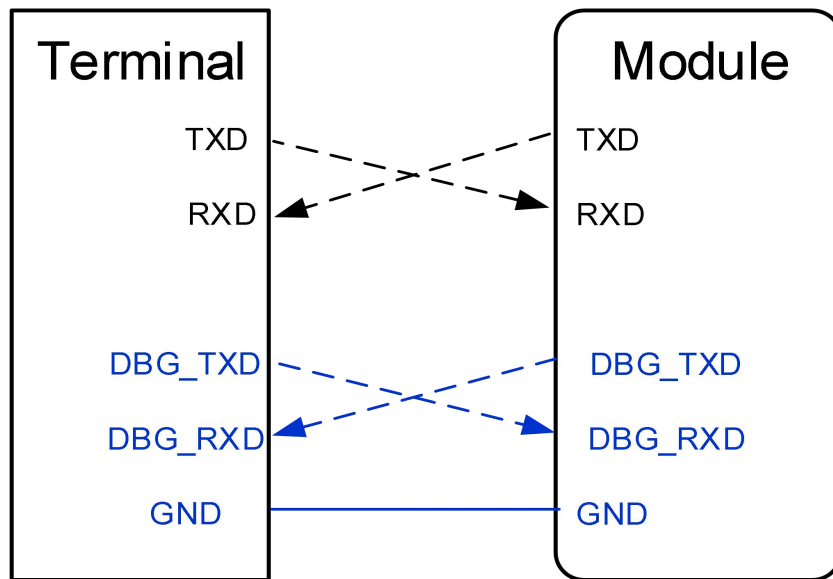 Terminal Module
TXD TXD
RXD RXD
DBG_TXD DBG_TXD
DBG_RXD DBG_RXD
GND GND